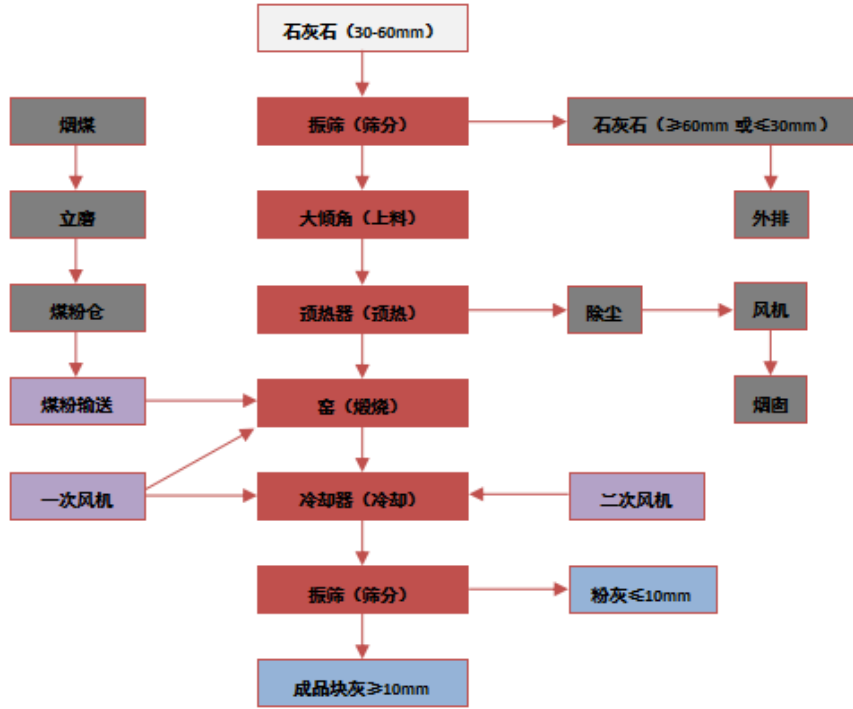 石灰石（30-60mm）
烟煤
振筛（筛分）
石灰石（≥60mm 或≤30mm）
立磨
大倾角（上料）
外排
煤粉仓
预热器（预热）
除尘
风机
煤粉输送
窑（煅烧）
烟囱
一次风机
冷却器（冷却）
二次风机
振筛（筛分）
粉灰≤10mm
成品块灰≥10mm